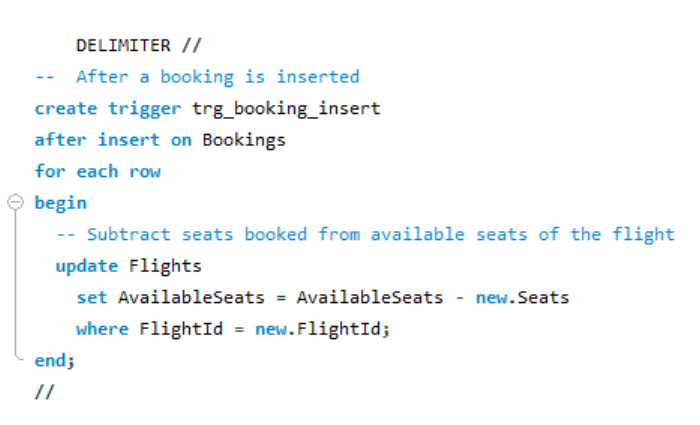 DELIMITER //
--  After a booking is inserted
create trigger trg_booking_insert
after insert on Bookings
for each row
begin
-- Subtract seats booked from available seats of the flight
update Flights
set AvailableSeats = AvailableSeats - new.Seats
where FlightId = new.FlightId;
end;
//